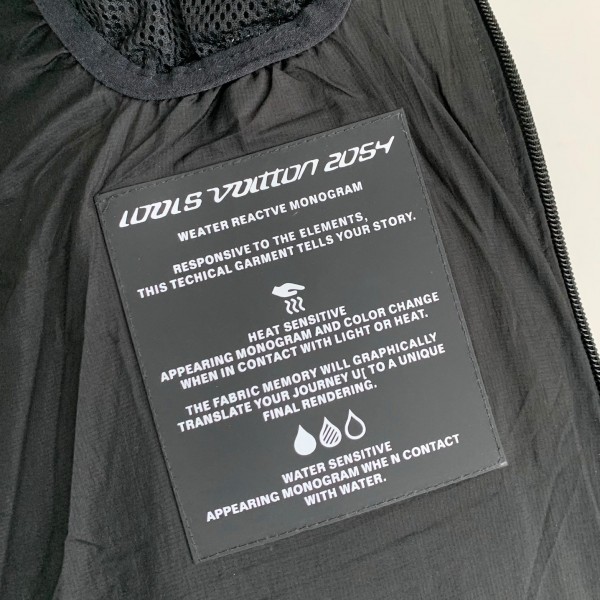 LOUIS VUITTON 2054
WEATER REACTVE MONOGRAM
RESPONSIVE TO THE ELEMENTS,
THIS TECHICAL GARMENT TELLS YOUR STORY.
HEAT SENSITIVE
APPEARING MONOGRAM AND COLOR CHANGE
WHEN IN CONTACT WITH LIGHT OR HEAT.
THE FABRIC MEMORY WILL GRAPHICALLY
TRANSLATE YOUR JOURNEY U[ TO A UNIQUE
FINAL RENDERING.
WATER SENSITIVE
APPEARING MONOGRAM WHE N CONTACT
WITH WATER.